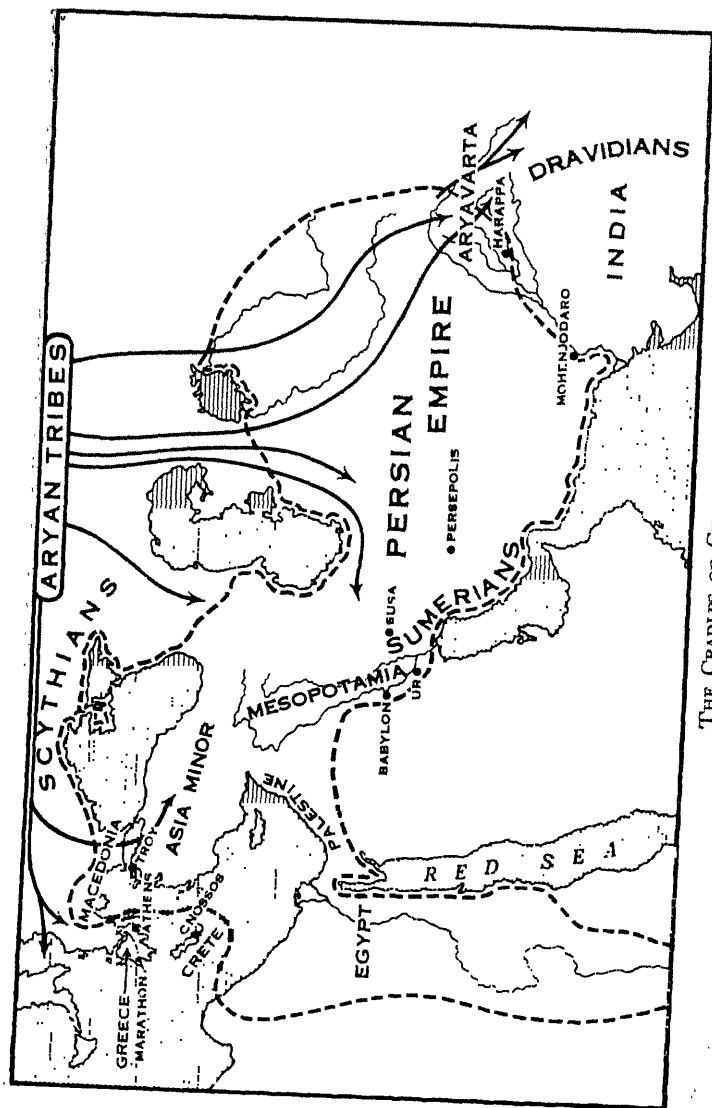 ARYAN TRIBES
SCYTHIANS
MACEDONIA
TROY
ASIA MINOR
GREECE
MARATHON
ATHENS
CNOSSOS
CRETE
PALESTINE
EGYPT
RED SEA
MESOPOTAMIA
BABYLON
UR
SUSA
SUMERIANS
PERSIAN
EMPIRE
PERSEPOLIS
ARYAVARTA
HARAPPA
MOHENJODARO
DRAVIDIANS
INDIA
THE CRADLES OF